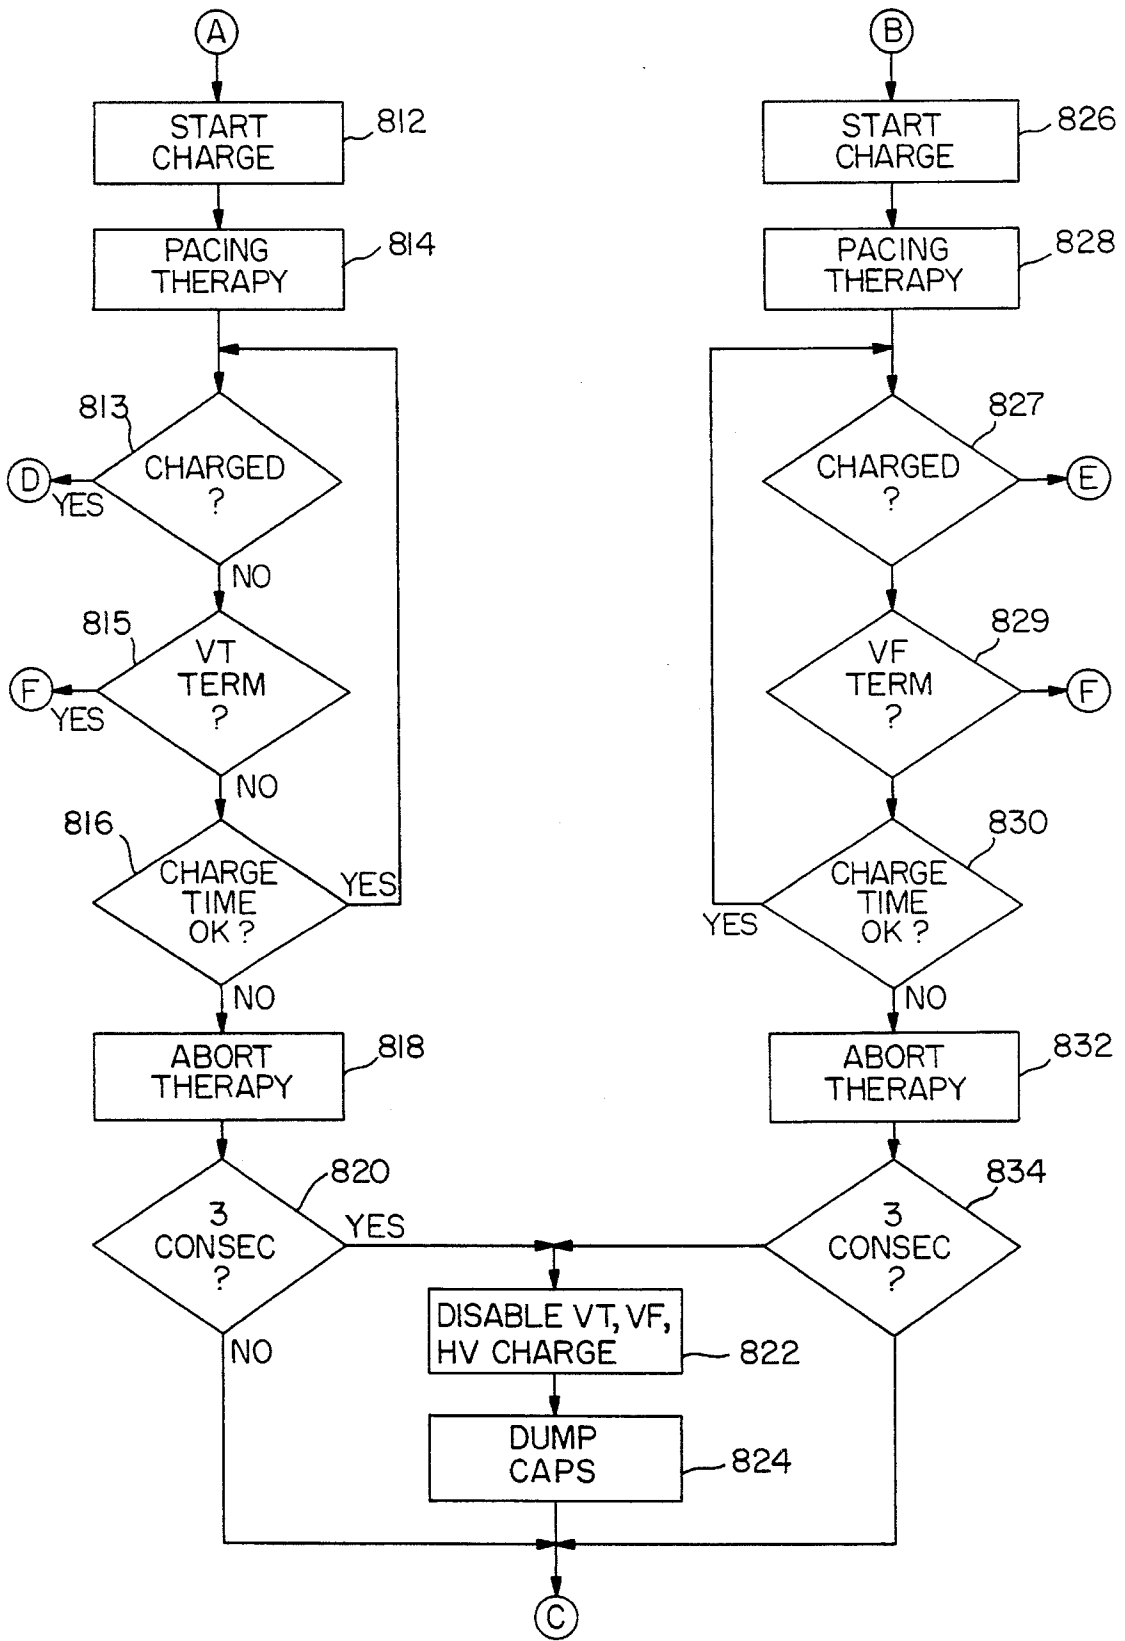 A
START
CHARGE
812
PACING
THERAPY
814
813
CHARGED
?
D
YES
NO
815
VT
TERM
?
F
YES
NO
816
CHARGE
TIME
OK?
YES
NO
ABORT
THERAPY
818
820
3
CONSEC
?
YES
NO
B
START
CHARGE
826
PACING
THERAPY
828
827
CHARGED
?
E
829
VF
TERM
?
F
830
CHARGE
TIME
OK?
YES
NO
ABORT
THERAPY
832
834
3
CONSEC
?
DISABLE VT, VF,
HV CHARGE
822
DUMP
CAPS
824
C